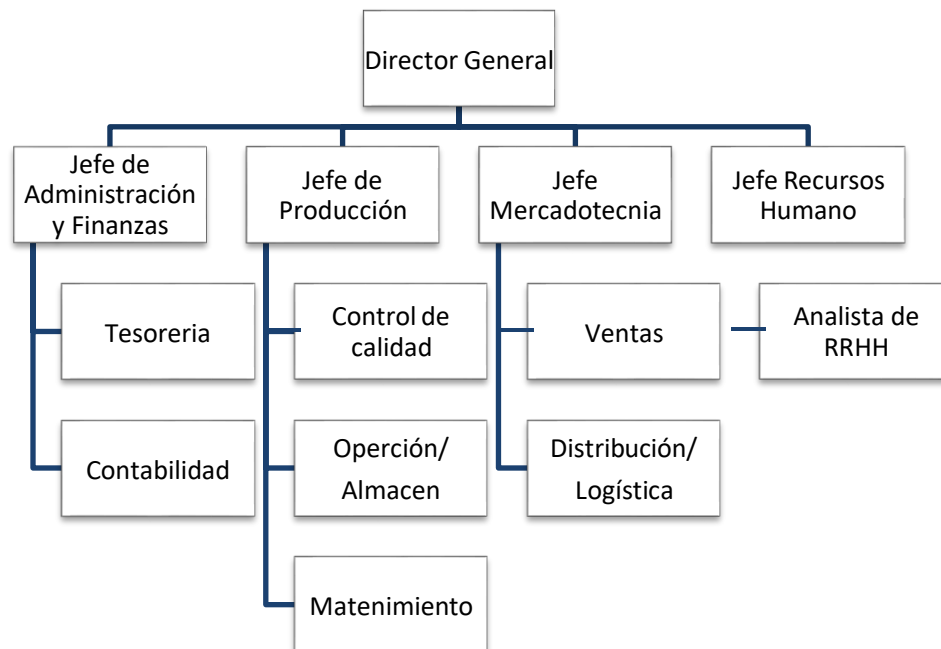 Director General
Jefe de
Administración
y Finanzas
Jefe de
Producción
Jefe
Mercadotecnia
Jefe Recursos
Humano
Tesoreria
Control de
calidad
Ventas
Analista de
RRHH
Contabilidad
Operción/
Almacen
Distribución/
Logística
Matenimiento